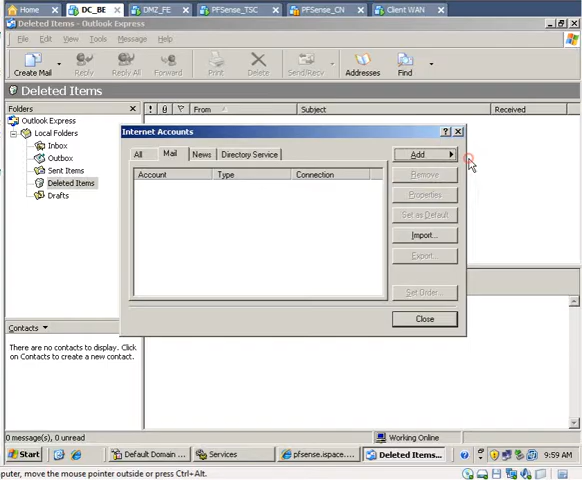 Home
DC_BE
DMZ_FE
PFSense_TSC
PFSense_CN
Client WAN
Deleted Items - Outlook Express
File Edit View Tools Message Help
Create Mail Reply Reply All Forward Print Delete Send/Recv Addresses Find
Deleted Items
Folders
! From Subject Received
Outlook Express
Local Folders
Inbox
Outbox
Sent Items
Deleted Items
Drafts
Internet Accounts
All Mail News Directory Service
Account Type Connection
Add
Remove
Properties
Set as Default
Import...
Export...
Set Order...
Close
Contacts
There are no contacts to display. Click
on Contacts to create a new contact.
0 message(s), 0 unread
Working Online
Start
Default Domain ...
Services
pfsense.ispace....
Deleted Items...
9:59 AM
puter, move the mouse pointer outside or press Ctrl+Alt.